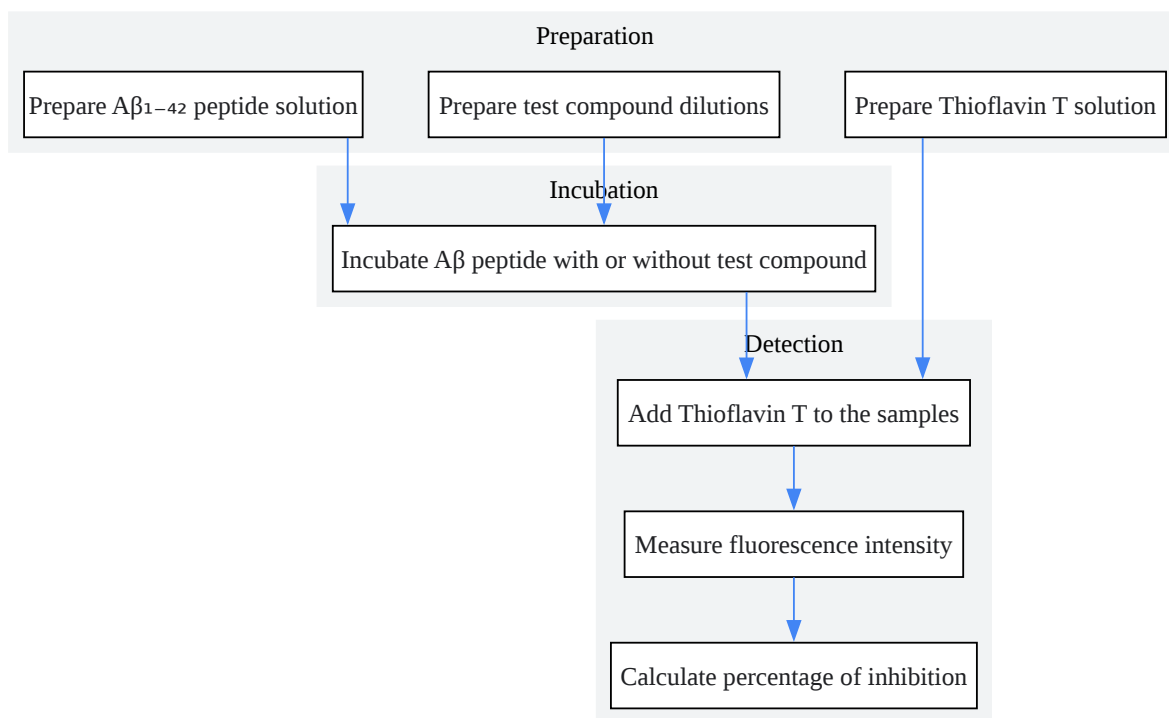 Preparation
Prepare Aβ₁₋₄₂ peptide solution
Prepare test compound dilutions
Prepare Thioflavin T solution
Incubation
Incubate Aβ peptide with or without test compound
Detection
Add Thioflavin T to the samples
Measure fluorescence intensity
Calculate percentage of inhibition